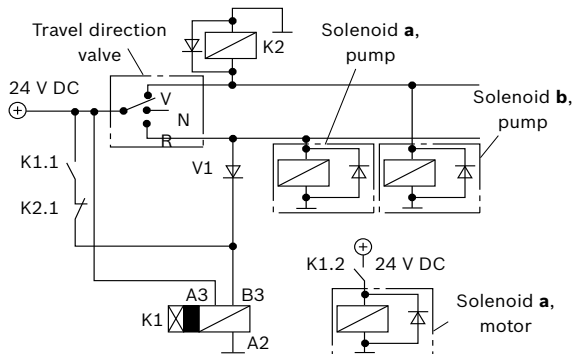 Travel direction
valve
K2
Solenoid a,
pump
24 V DC
V
N
R
Solenoid b,
pump
K1.1
V1
K2.1
K1.2
24 V DC
A3
B3
K1
A2
Solenoid a,
motor